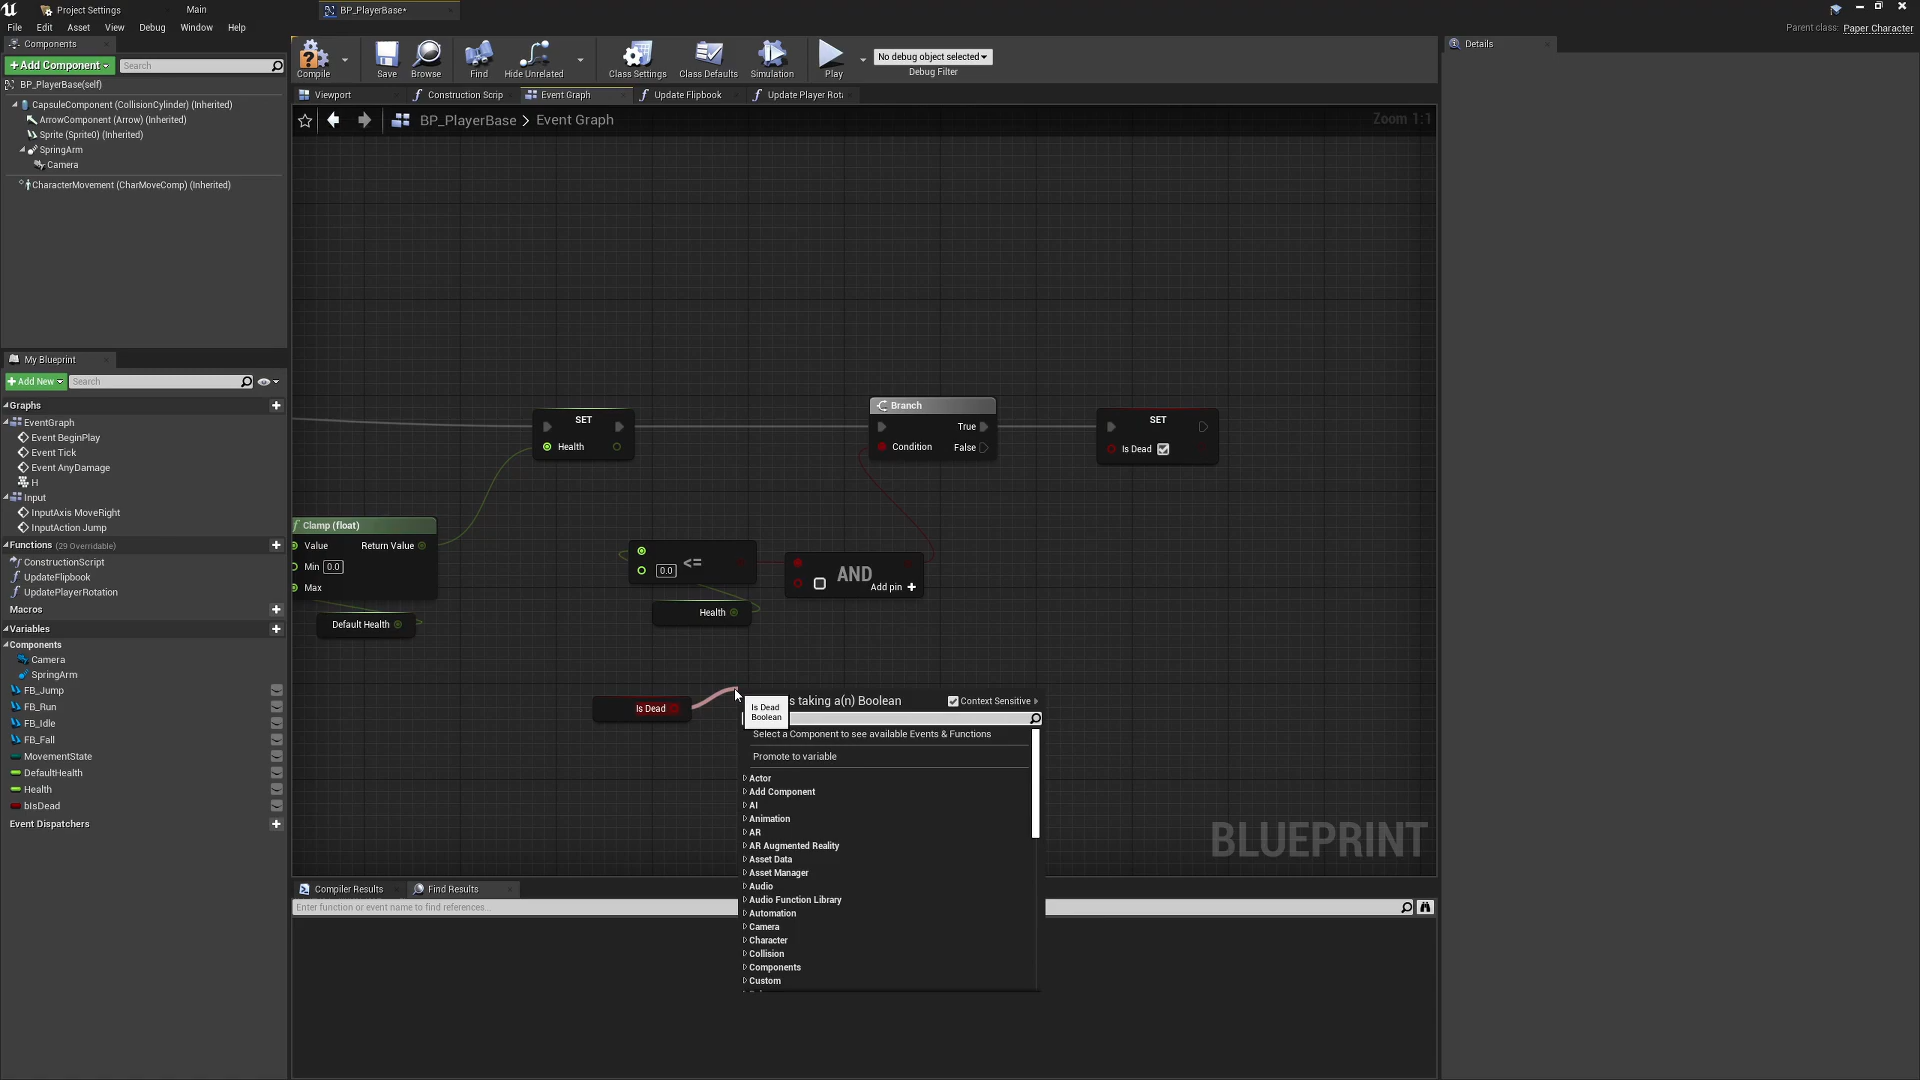 Project Settings
Main
BP_PlayerBase*
File
Edit
Asset
View
Debug
Window
Help
Parent class: Paper Character
Components
+Add Component
Search
BP_PlayerBase(self)
CapsuleComponent (CollisionCylinder) (Inherited)
ArrowComponent (Arrow) (Inherited)
Sprite (Sprite0) (Inherited)
SpringArm
Camera
CharacterMovement (CharMoveComp) (Inherited)
My Blueprint
+Add New
Search
Graphs
EventGraph
Event BeginPlay
Event Tick
Event AnyDamage
H
Input
InputAxis MoveRight
InputAction Jump
Functions (29 Overridable)
ConstructionScript
UpdateFlipbook
UpdatePlayerRotation
Macros
Variables
Components
Camera
SpringArm
FB_Jump
FB_Run
FB_Idle
FB_Fall
MovementState
DefaultHealth
Health
bIsDead
Event Dispatchers
Compile
Save
Browse
Find
Hide Unrelated
Class Settings
Class Defaults
Simulation
Play
No debug object selected
Debug Filter
Viewport
Construction Scrip
Event Graph
Update Flipbook
Update Player Rota
BP_PlayerBase > Event Graph
Zoom 1:1
SET
Health
Branch
True
Condition
False
SET
Is Dead
Clamp (float)
Value
Return Value
Min 0.0
Max
Default Health
<=
0.0
Health
AND
Add pin +
Is Dead
Is Dead
Boolean
s taking a(n) Boolean
Context Sensitive
Select a Component to see available Events & Functions
Promote to variable
Actor
Add Component
AI
Animation
AR
AR Augmented Reality
Asset Data
Asset Manager
Audio
Audio Function Library
Automation
Camera
Character
Collision
Components
Custom
BLUEPRINT
Compiler Results
Find Results
Enter function or event name to find references...
Details